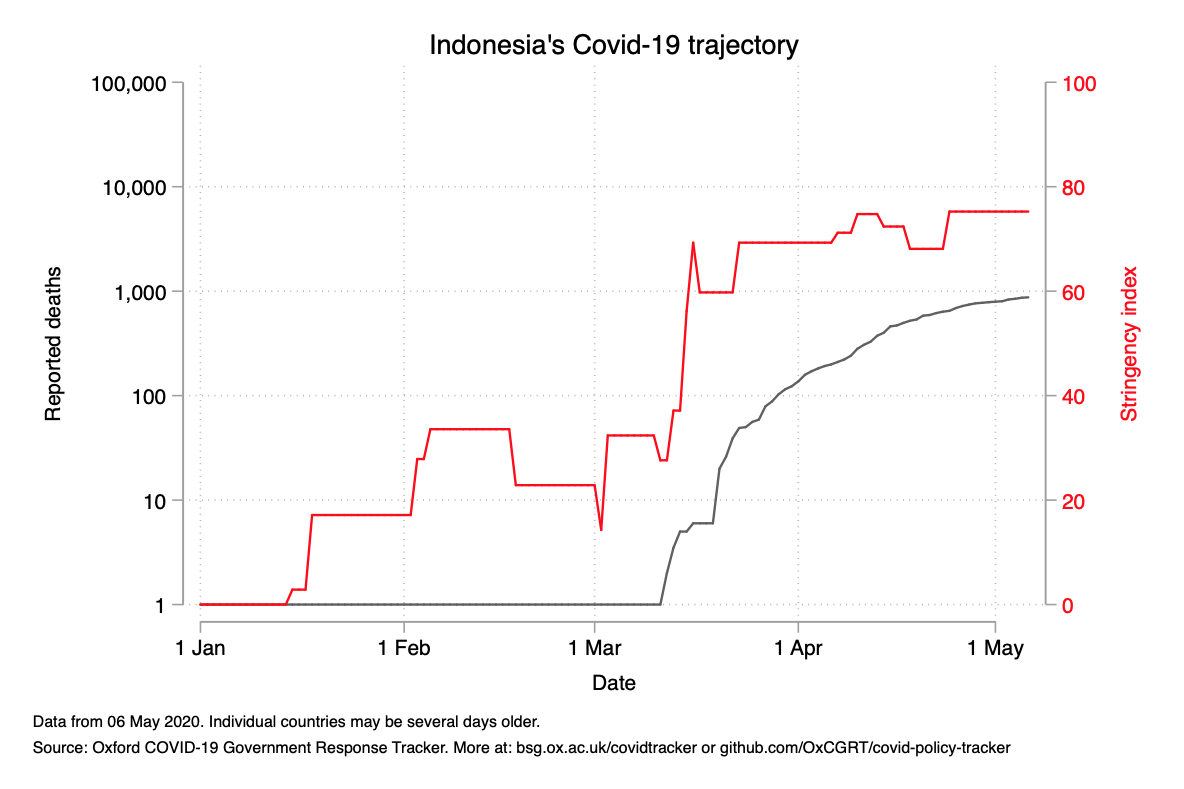 Indonesia's Covid-19 trajectory
100,000
10,000
1,000
100
10
1
Reported deaths
100
80
60
40
20
0
Stringency index
1 Jan
1 Feb
1 Mar
1 Apr
1 May
Date
Data from 06 May 2020. Individual countries may be several days older.
Source: Oxford COVID-19 Government Response Tracker. More at: bsg.ox.ac.uk/covidtracker or github.com/OxCGRT/covid-policy-tracker